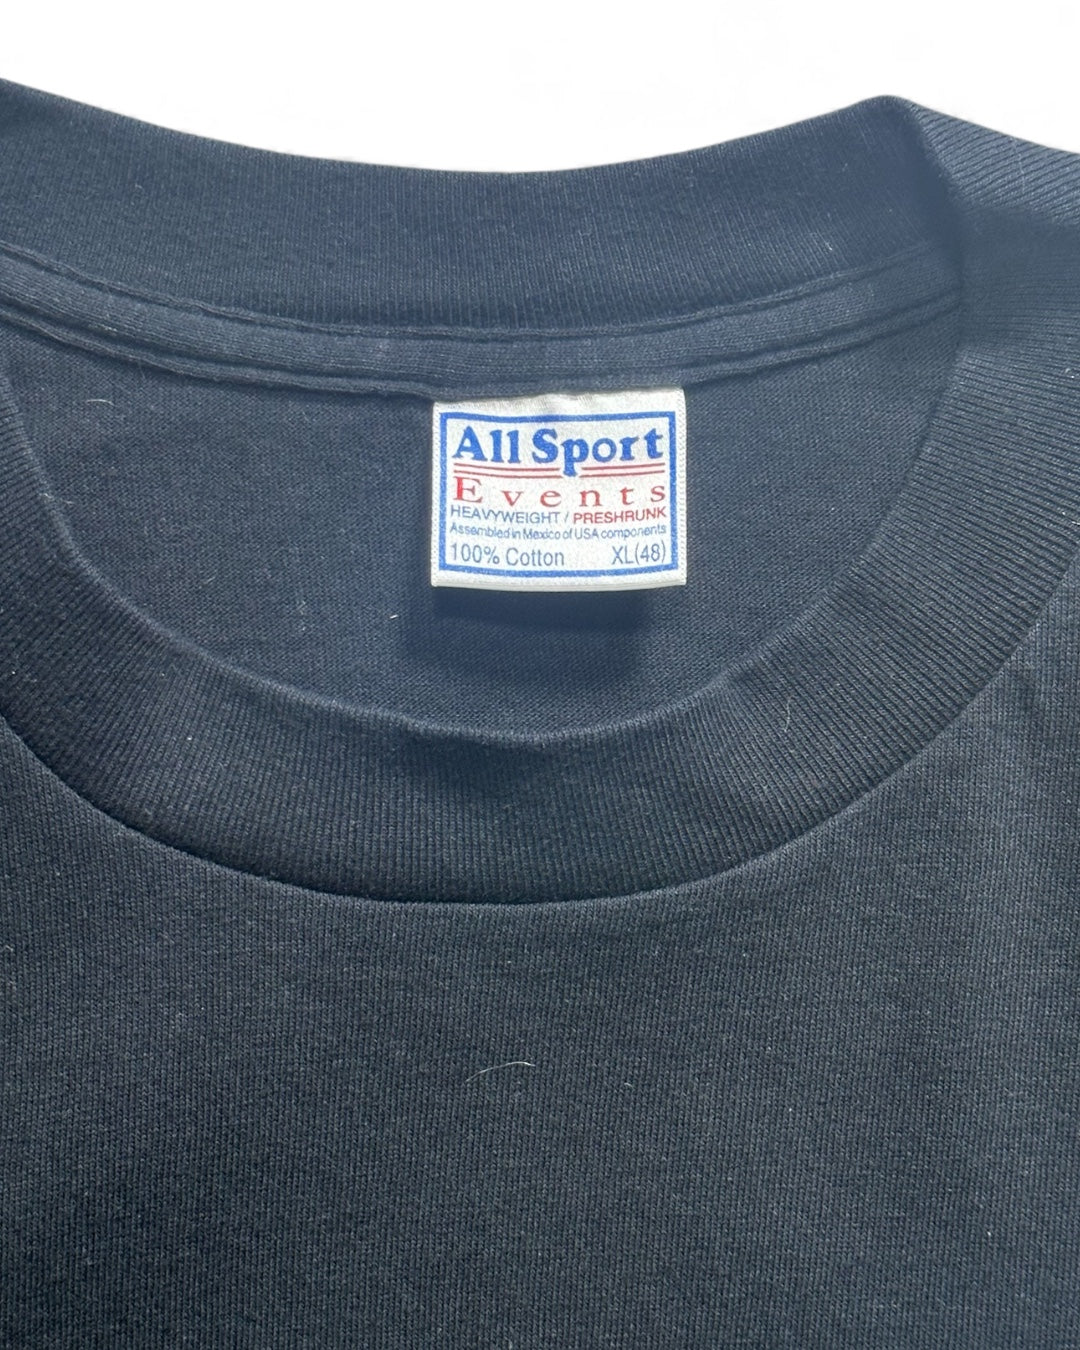 All Sport
Events
HEAVYWEIGHT / PRESHRUNK
Assembled in Mexico of USA components
100% Cotton XL(48)